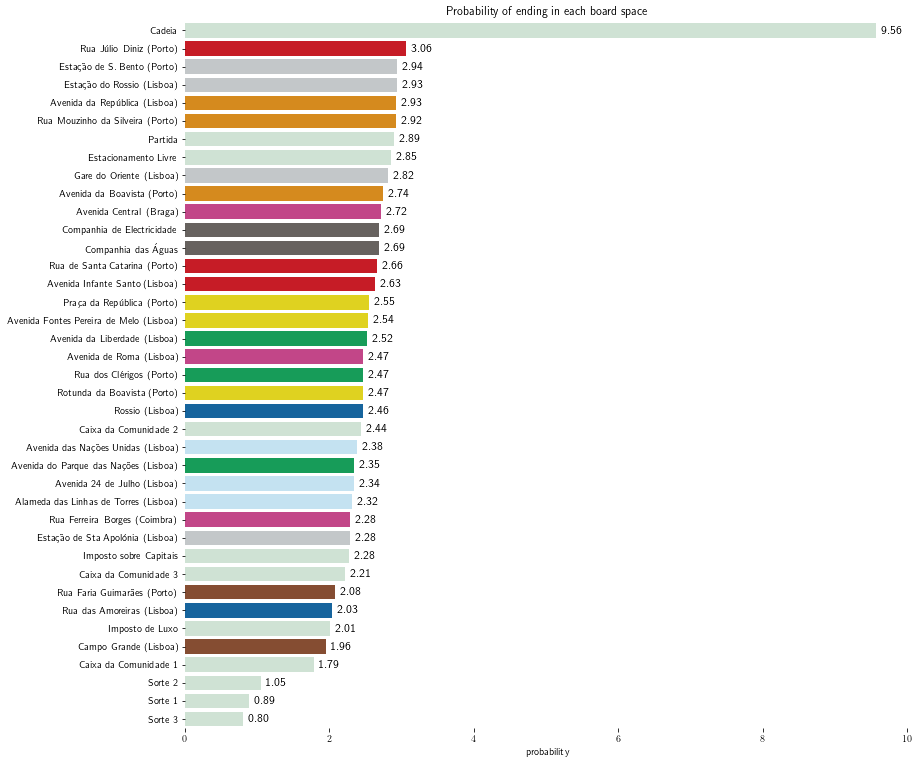 Probability of ending in each board space
Cadeia 9.56
Rua Júlio Diniz (Porto) 3.06
Estação de S. Bento (Porto) 2.94
Estação do Rossio (Lisboa) 2.93
Avenida da República (Lisboa) 2.93
Rua Mouzinho da Silveira (Porto) 2.92
Partida 2.89
Estacionamento Livre 2.85
Gare do Oriente (Lisboa) 2.82
Avenida da Boavista (Porto) 2.74
Avenida Central (Braga) 2.72
Companhia de Electricidade 2.69
Companhia das Águas 2.69
Rua de Santa Catarina (Porto) 2.66
Avenida Infante Santo (Lisboa) 2.63
Praça da República (Porto) 2.55
Avenida Fontes Pereira de Melo (Lisboa) 2.54
Avenida da Liberdade (Lisboa) 2.52
Avenida de Roma (Lisboa) 2.47
Rua dos Clérigos (Porto) 2.47
Rotunda da Boavista (Porto) 2.47
Rossio (Lisboa) 2.46
Caixa da Comunidade 2 2.44
Avenida das Nações Unidas (Lisboa) 2.38
Avenida do Parque das Nações (Lisboa) 2.35
Avenida 24 de Julho (Lisboa) 2.34
Alameda das Linhas de Torres (Lisboa) 2.32
Rua Ferreira Borges (Coimbra) 2.28
Estação de Sta Apolónia (Lisboa) 2.28
Imposto sobre Capitais 2.28
Caixa da Comunidade 3 2.21
Rua Faria Guimarães (Porto) 2.08
Rua das Amoreiras (Lisboa) 2.03
Imposto de Luxo 2.01
Campo Grande (Lisboa) 1.96
Caixa da Comunidade 1 1.79
Sorte 2 1.05
Sorte 1 0.89
Sorte 3 0.80
0 2 4 6 8 10
probability